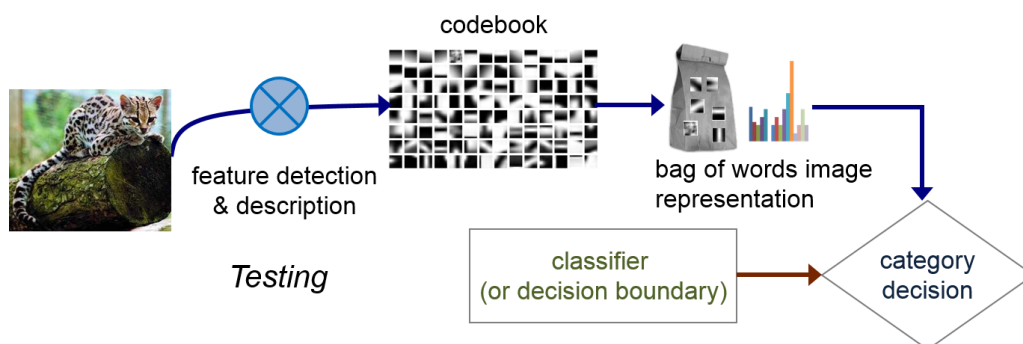 codebook
feature detection
& description
bag of words image
representation
Testing
classifier
(or decision boundary)
category
decision